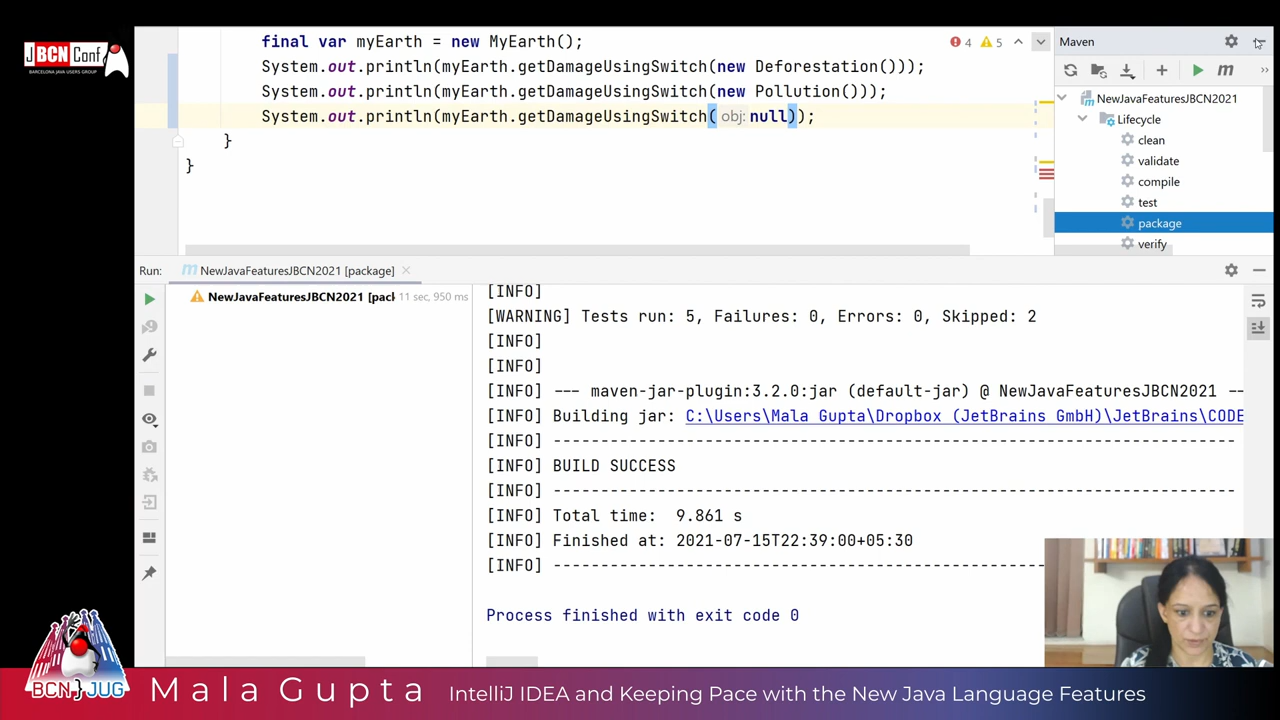 JBCNConf
BARCELONA JAVA USERS GROUP
final var myEarth = new MyEarth();
System.out.println(myEarth.getDamageUsingSwitch(new Deforestation()));
System.out.println(myEarth.getDamageUsingSwitch(new Pollution()));
System.out.println(myEarth.getDamageUsingSwitch( obj: null));
}
}
4 5
Maven
NewJavaFeaturesJBCN2021
Lifecycle
clean
validate
compile
test
package
verify
Run: NewJavaFeaturesJBCN2021 [package]
NewJavaFeaturesJBCN2021 [pack 11 sec, 950 ms
[INFO]
[WARNING] Tests run: 5, Failures: 0, Errors: 0, Skipped: 2
[INFO]
[INFO]
[INFO] --- maven-jar-plugin:3.2.0:jar (default-jar) @ NewJavaFeaturesJBCN2021 --
[INFO] Building jar: C:\Users\Mala Gupta\Dropbox (JetBrains GmbH)\JetBrains\CODE
[INFO] ------------------------------------------------------------------------
[INFO] BUILD SUCCESS
[INFO] ------------------------------------------------------------------------
[INFO] Total time:  9.861 s
[INFO] Finished at: 2021-07-15T22:39:00+05:30
[INFO] ------------------------------------------------------
Process finished with exit code 0
BCN}JUG
Mala Gupta IntelliJ IDEA and Keeping Pace with the New Java Language Features